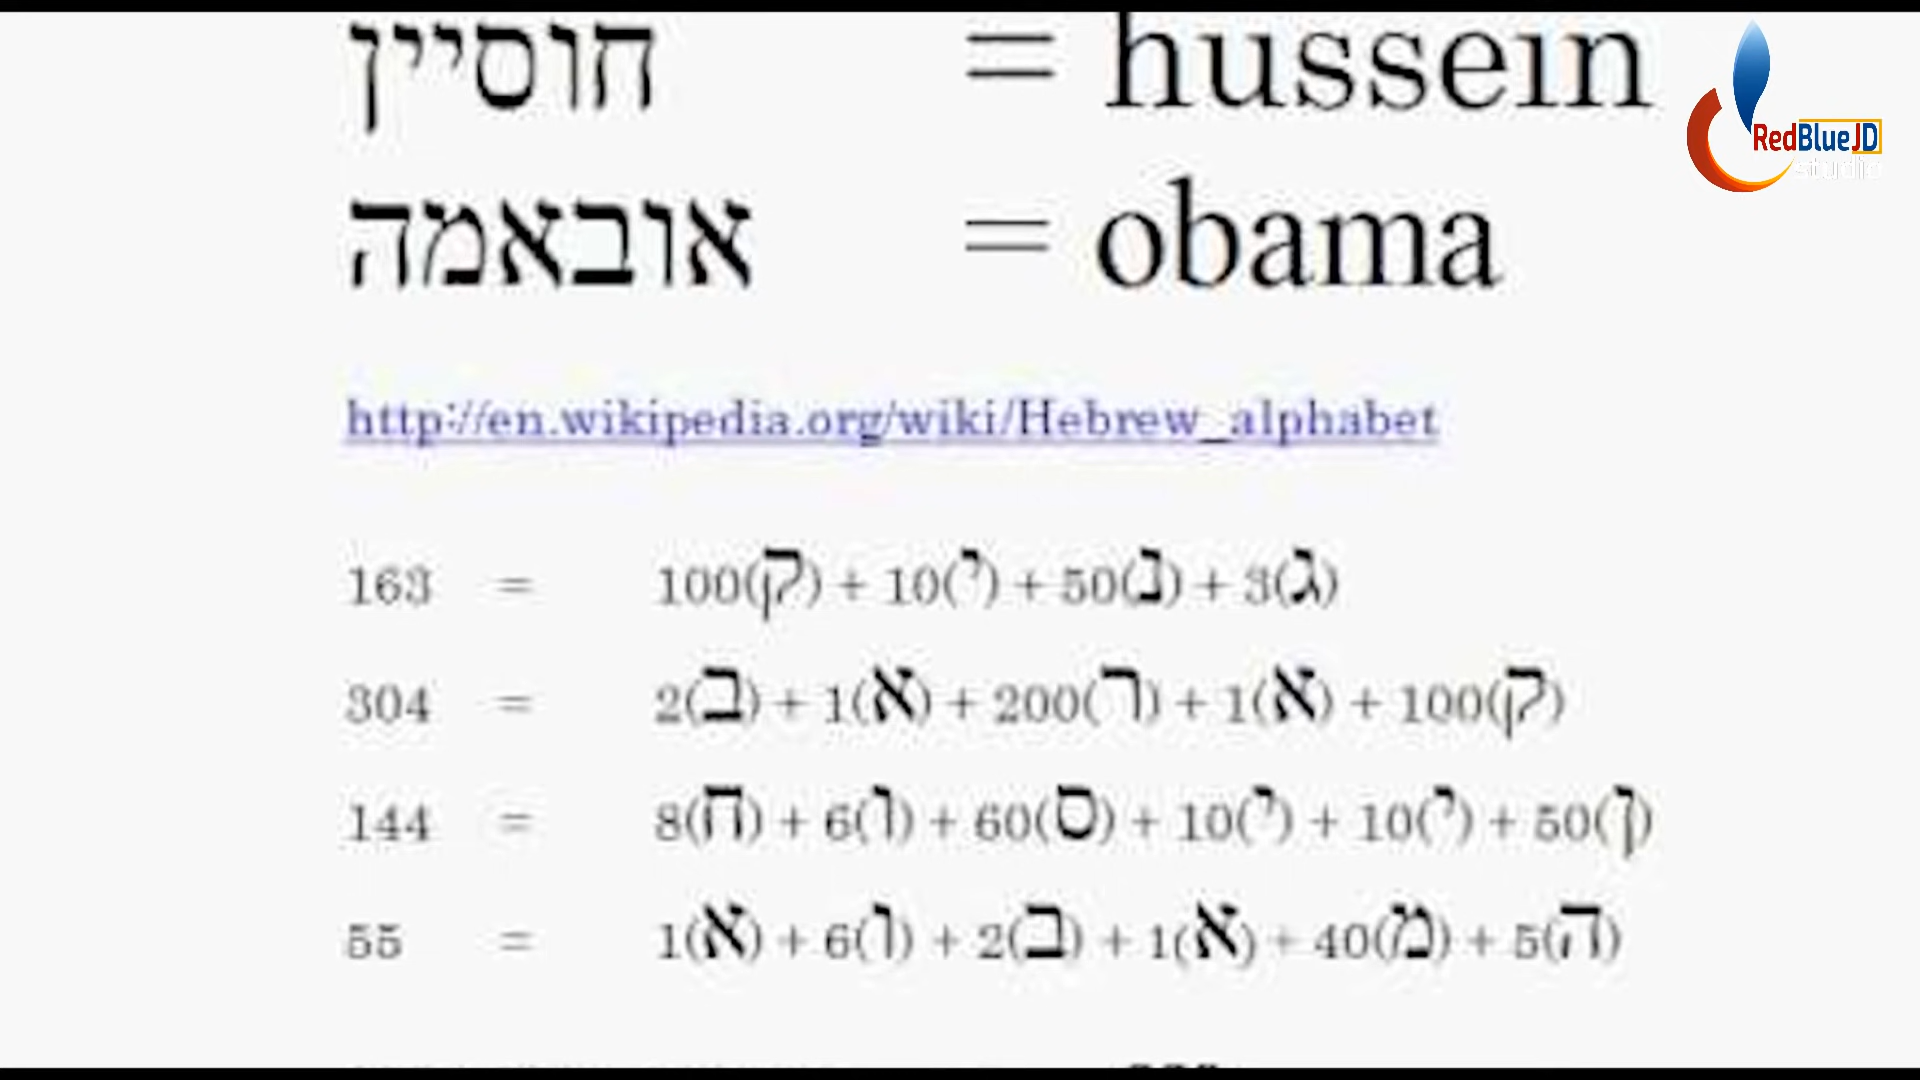 חוסיין = hussein
RedBlueJD
studio
אובאמה = obama
http://en.wikipedia.org/wiki/Hebrew_alphabet
163 = 100(ק) + 10(י) + 50(נ) + 3(ג)
304 = 2(ב) + 1(א) + 200(ר) + 1(א) + 100(ק)
144 = 8(ח) + 6(ו) + 60(ס) + 10(י) + 10(י) + 50(ן)
55 = 1(א) + 6(ו) + 2(ב) + 1(א) + 40(מ) + 5(ה)